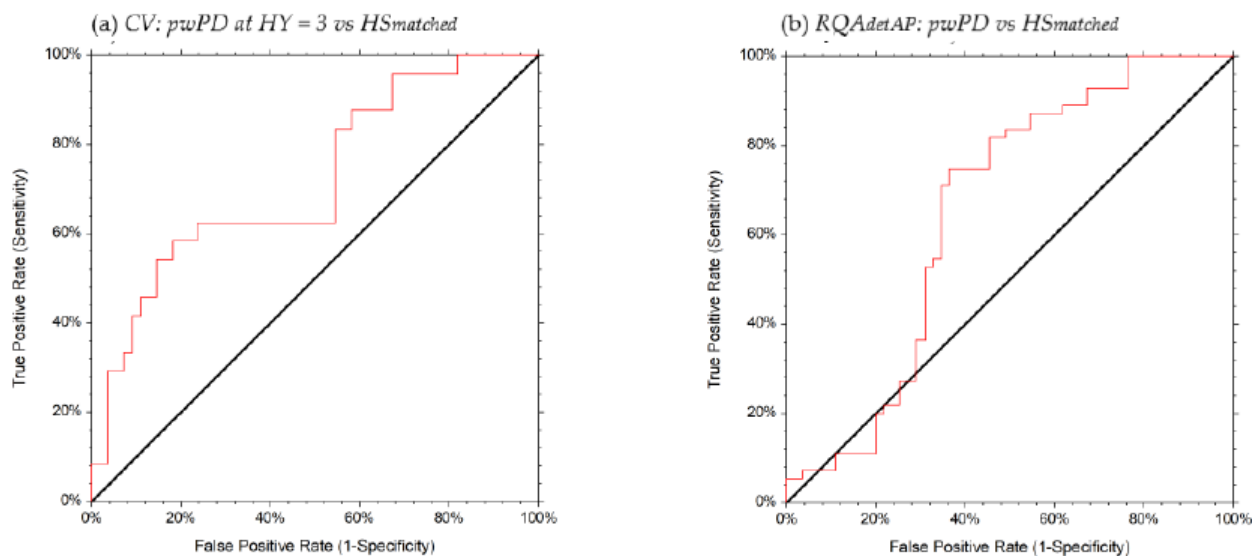 (a) CV: pwPD at HY = 3 vs HSmatched
100%
80%
60%
40%
20%
0%
True Positive Rate (Sensitivity)
0% 20% 40% 60% 80% 100%
False Positive Rate (1-Specificity)
(b) RQAdetAP: pwPD vs HSmatched
100%
80%
60%
40%
20%
0%
True Positive Rate (Sensitivity)
0% 20% 40% 60% 80% 100%
False Positive Rate (1-Specificity)